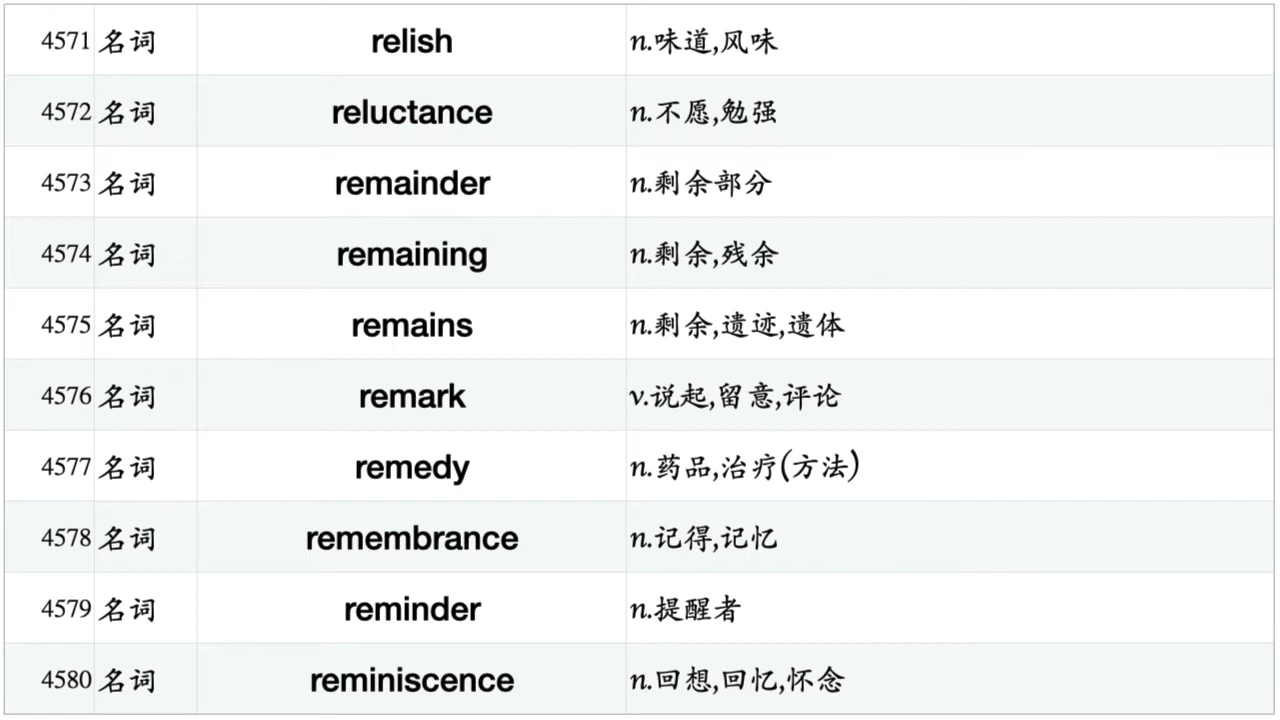 4571 名词 relish n.味道,风味
4572 名词 reluctance n.不愿,勉强
4573 名词 remainder n.剩余部分
4574 名词 remaining n.剩余,残余
4575 名词 remains n.剩余,遗迹,遗体
4576 名词 remark v.说起,留意,评论
4577 名词 remedy n.药品,治疗(方法)
4578 名词 remembrance n.记得,记忆
4579 名词 reminder n.提醒者
4580 名词 reminiscence n.回想,回忆,怀念